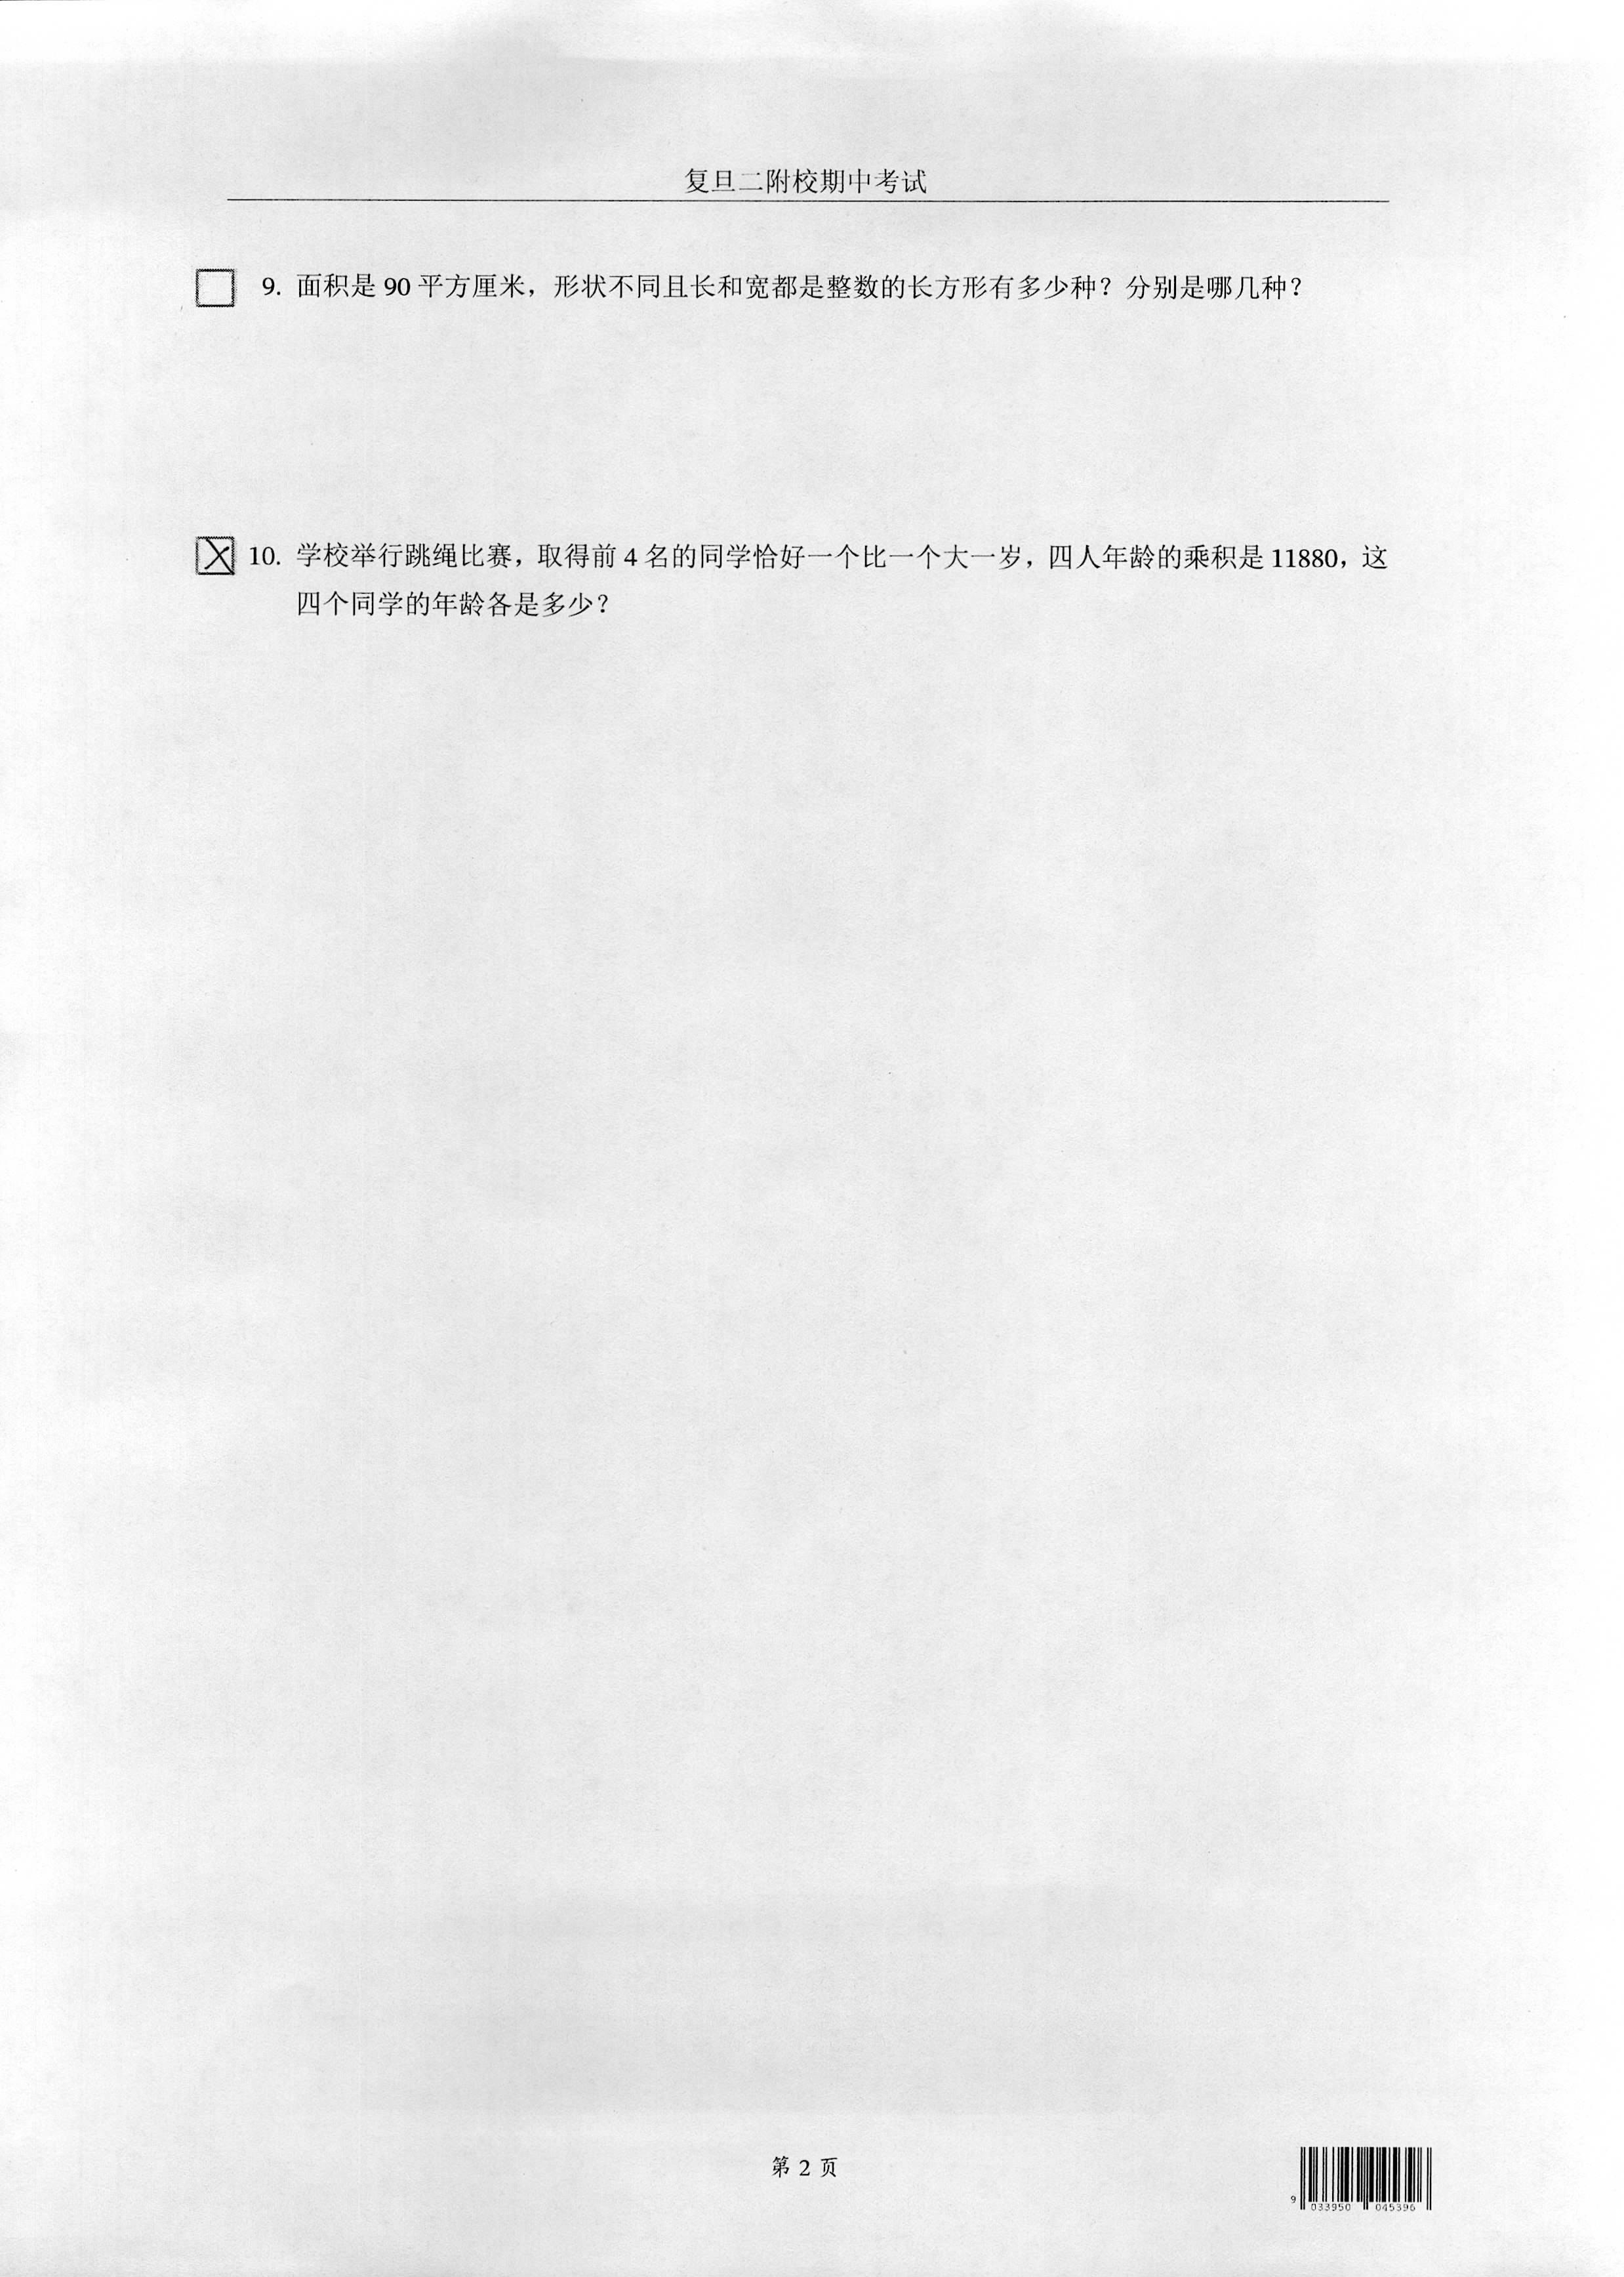 复旦二附校期中考试
9. 面积是 90 平方厘米，形状不同且长和宽都是整数的长方形有多少种？分别是哪几种？
10. 学校举行跳绳比赛，取得前 4 名的同学恰好一个比一个大一岁，四人年龄的乘积是 11880，这
四个同学的年龄各是多少？
第 2 页
9 033950 045396